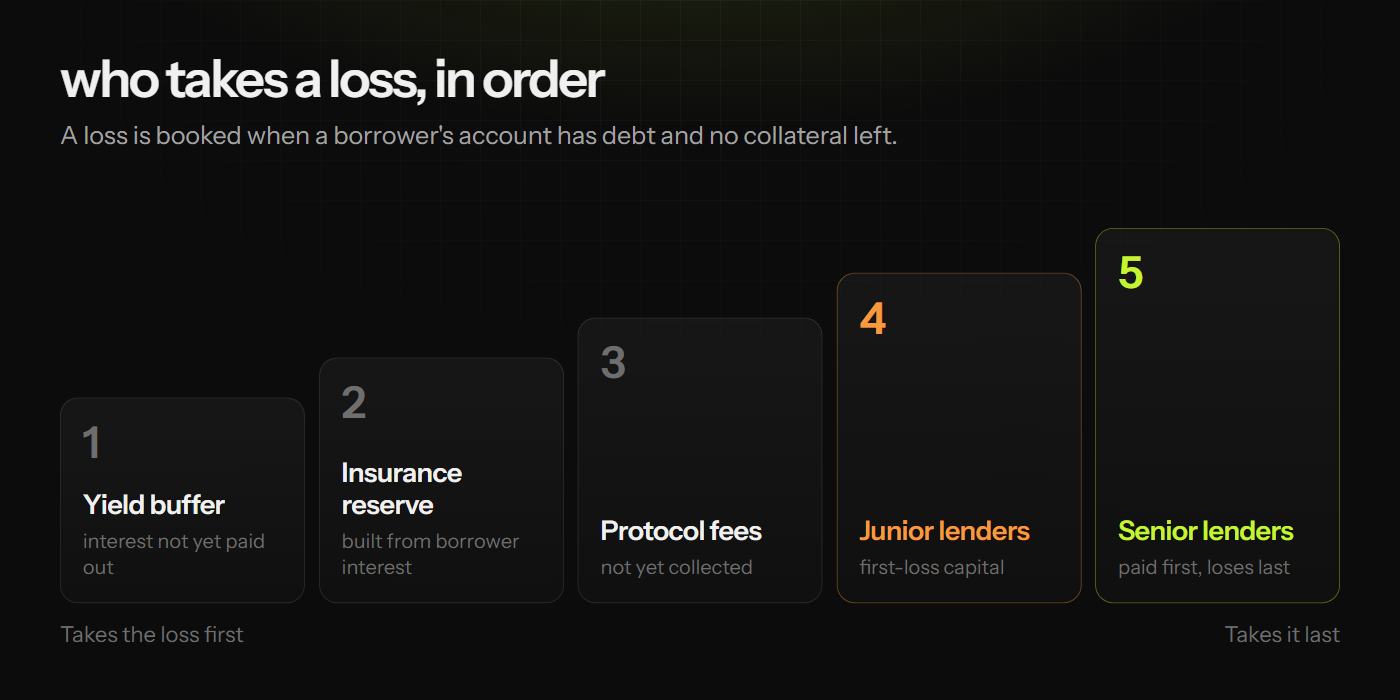 who takes a loss, in order
A loss is booked when a borrower's account has debt and no collateral left.
1
Yield buffer
interest not yet paid
out
2
Insurance
reserve
built from borrower
interest
3
Protocol fees
not yet collected
4
Junior lenders
first-loss capital
5
Senior lenders
paid first, loses last
Takes the loss first
Takes it last